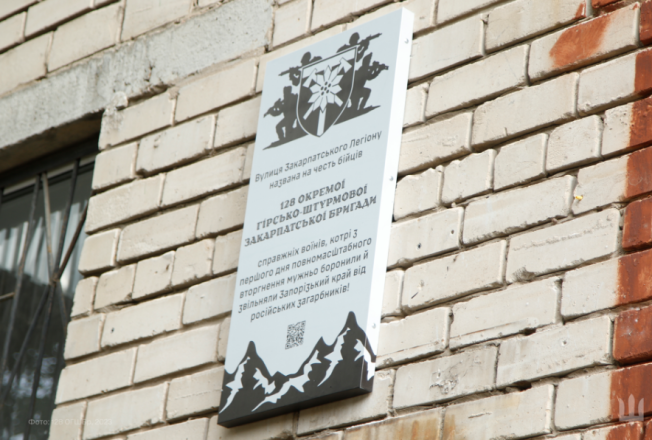 Вулиця Закарпатського Легіону
названа на честь бійців
128 ОКРЕМОЇ
ГІРСЬКО-ШТУРМОВОЇ
ЗАКАРПАТСЬКОЇ БРИГАДИ
справжніх воїнів, котрі з
першого дня повномасштабного
вторгнення мужньо боронили й
звільняли Запорізький край від
російських загарбників!